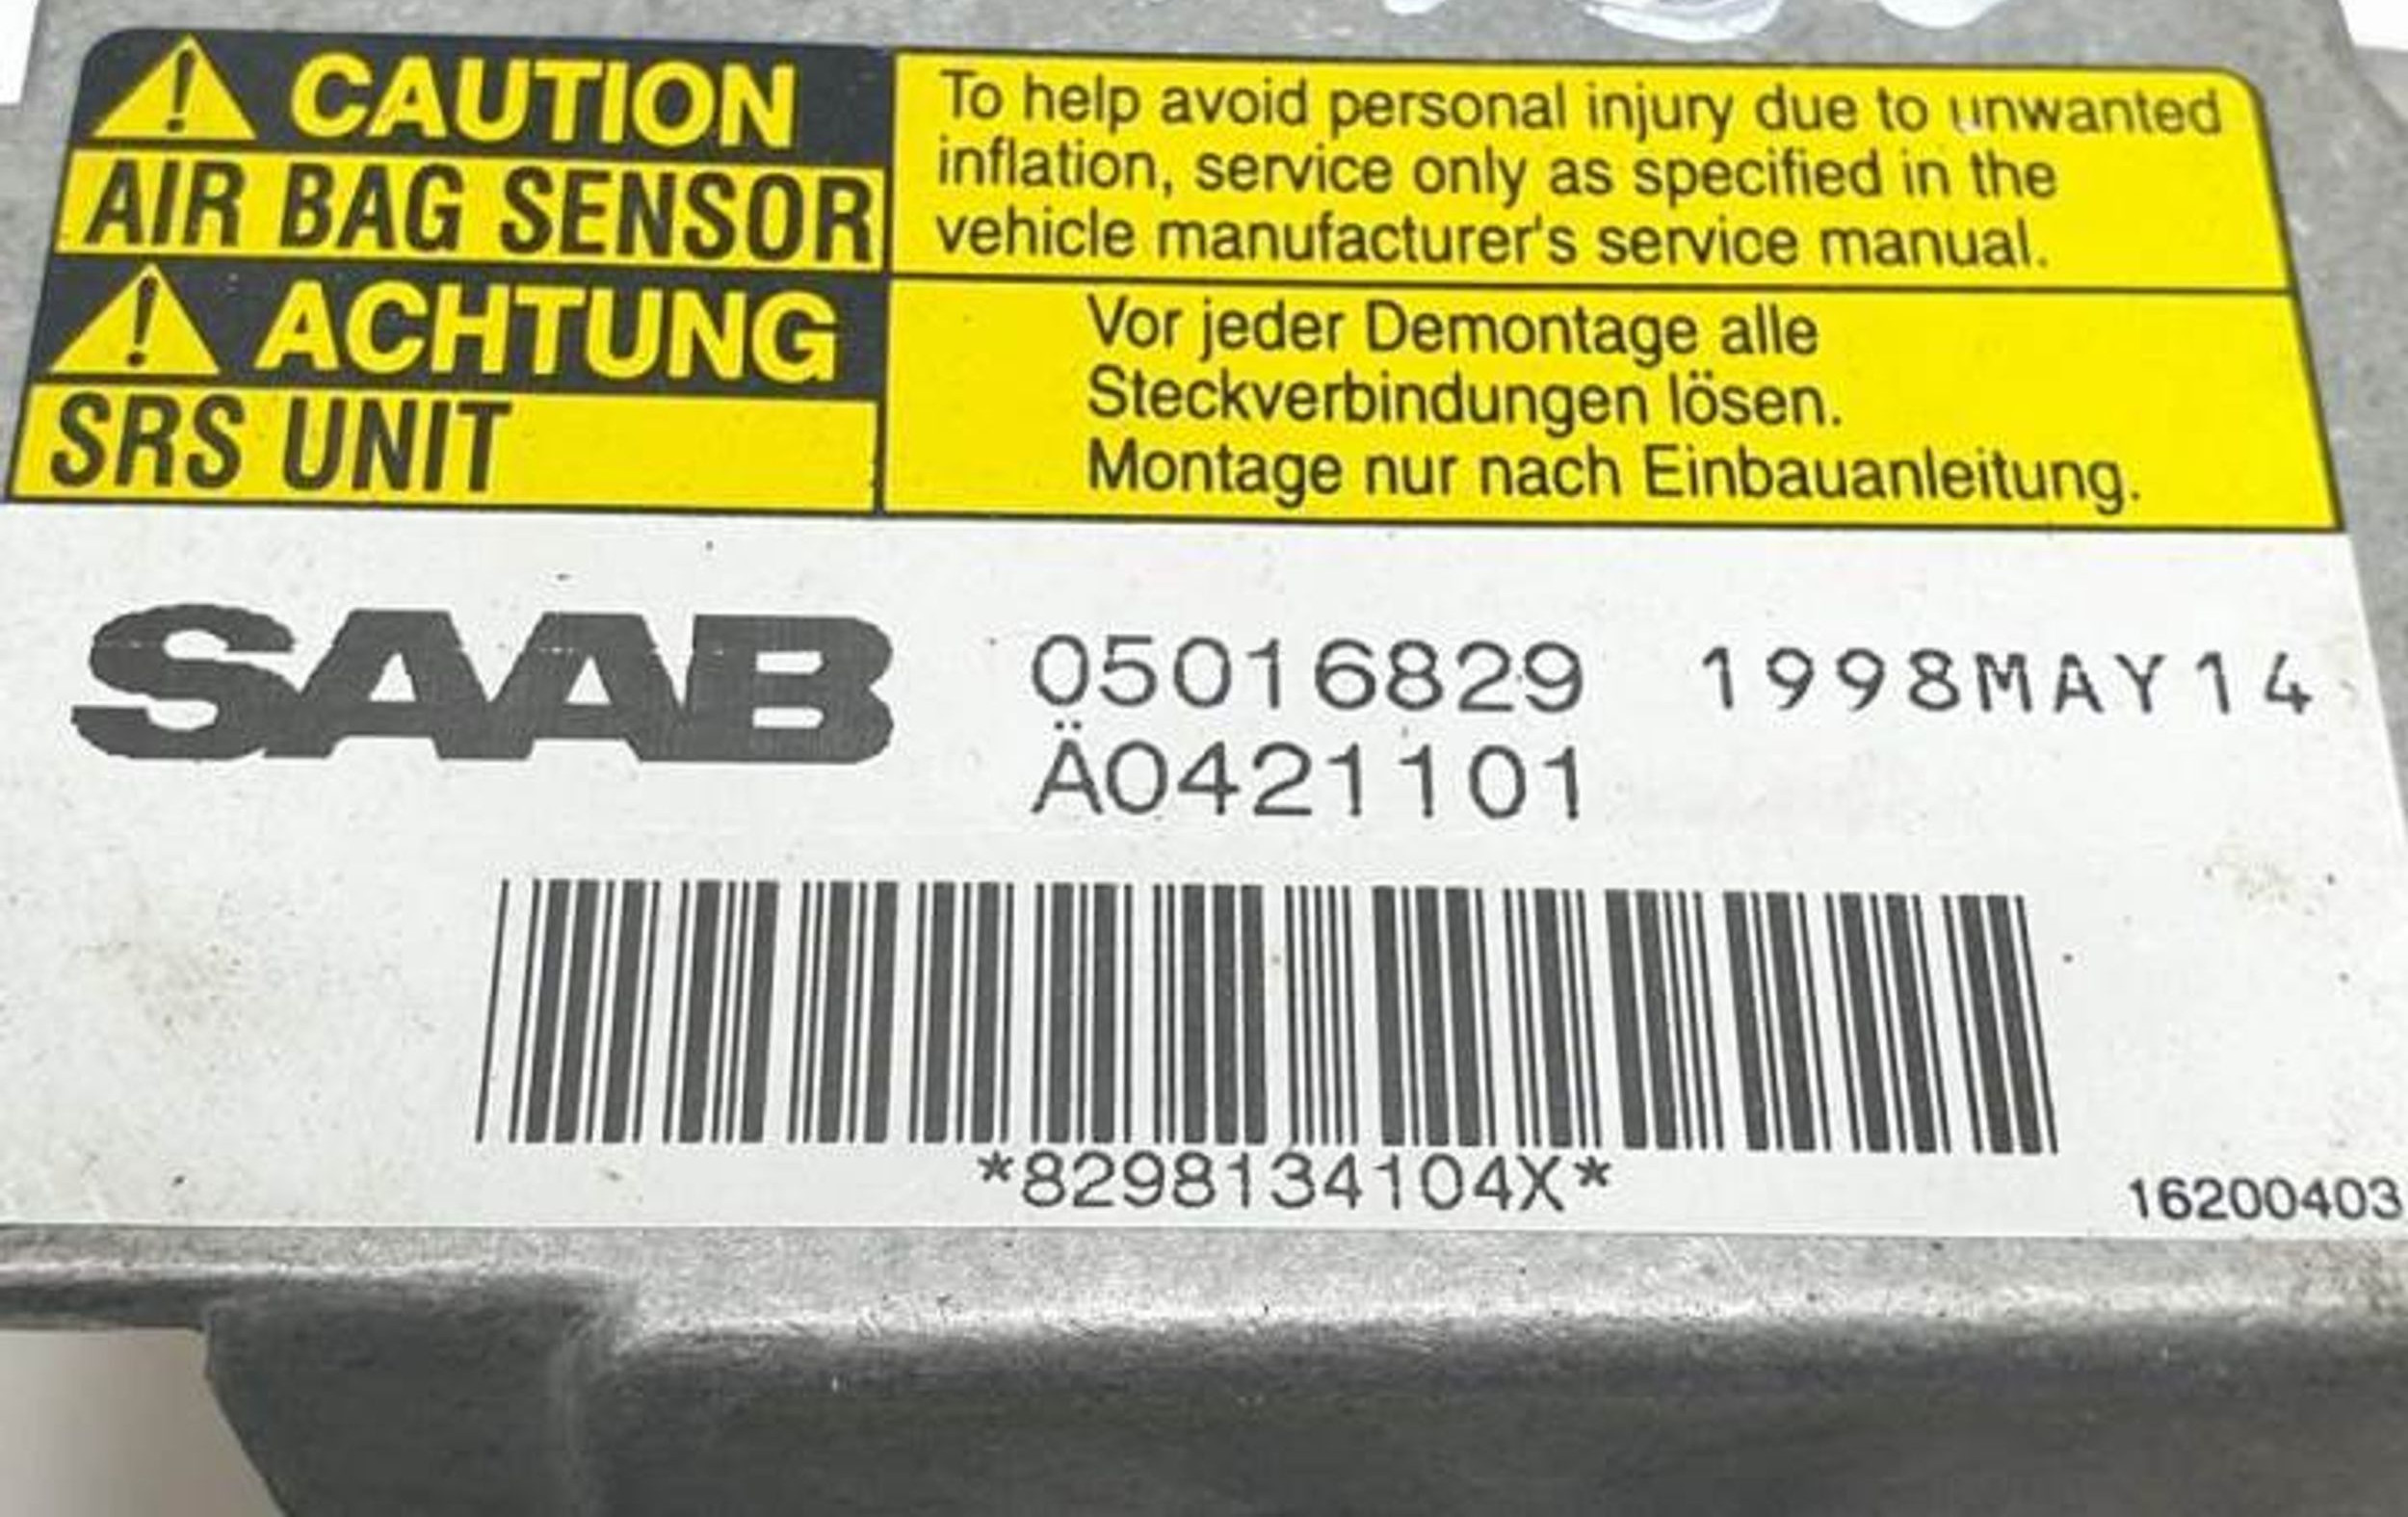 CAUTION
AIR BAG SENSOR
To help avoid personal injury due to unwanted
inflation, service only as specified in the
vehicle manufacturer's service manual.
ACHTUNG
SRS UNIT
Vor jeder Demontage alle
Steckverbindungen lösen.
Montage nur nach Einbauanleitung.
SAAB
05016829 1998MAY14
Ä0421101
*8298134104X*
16200403